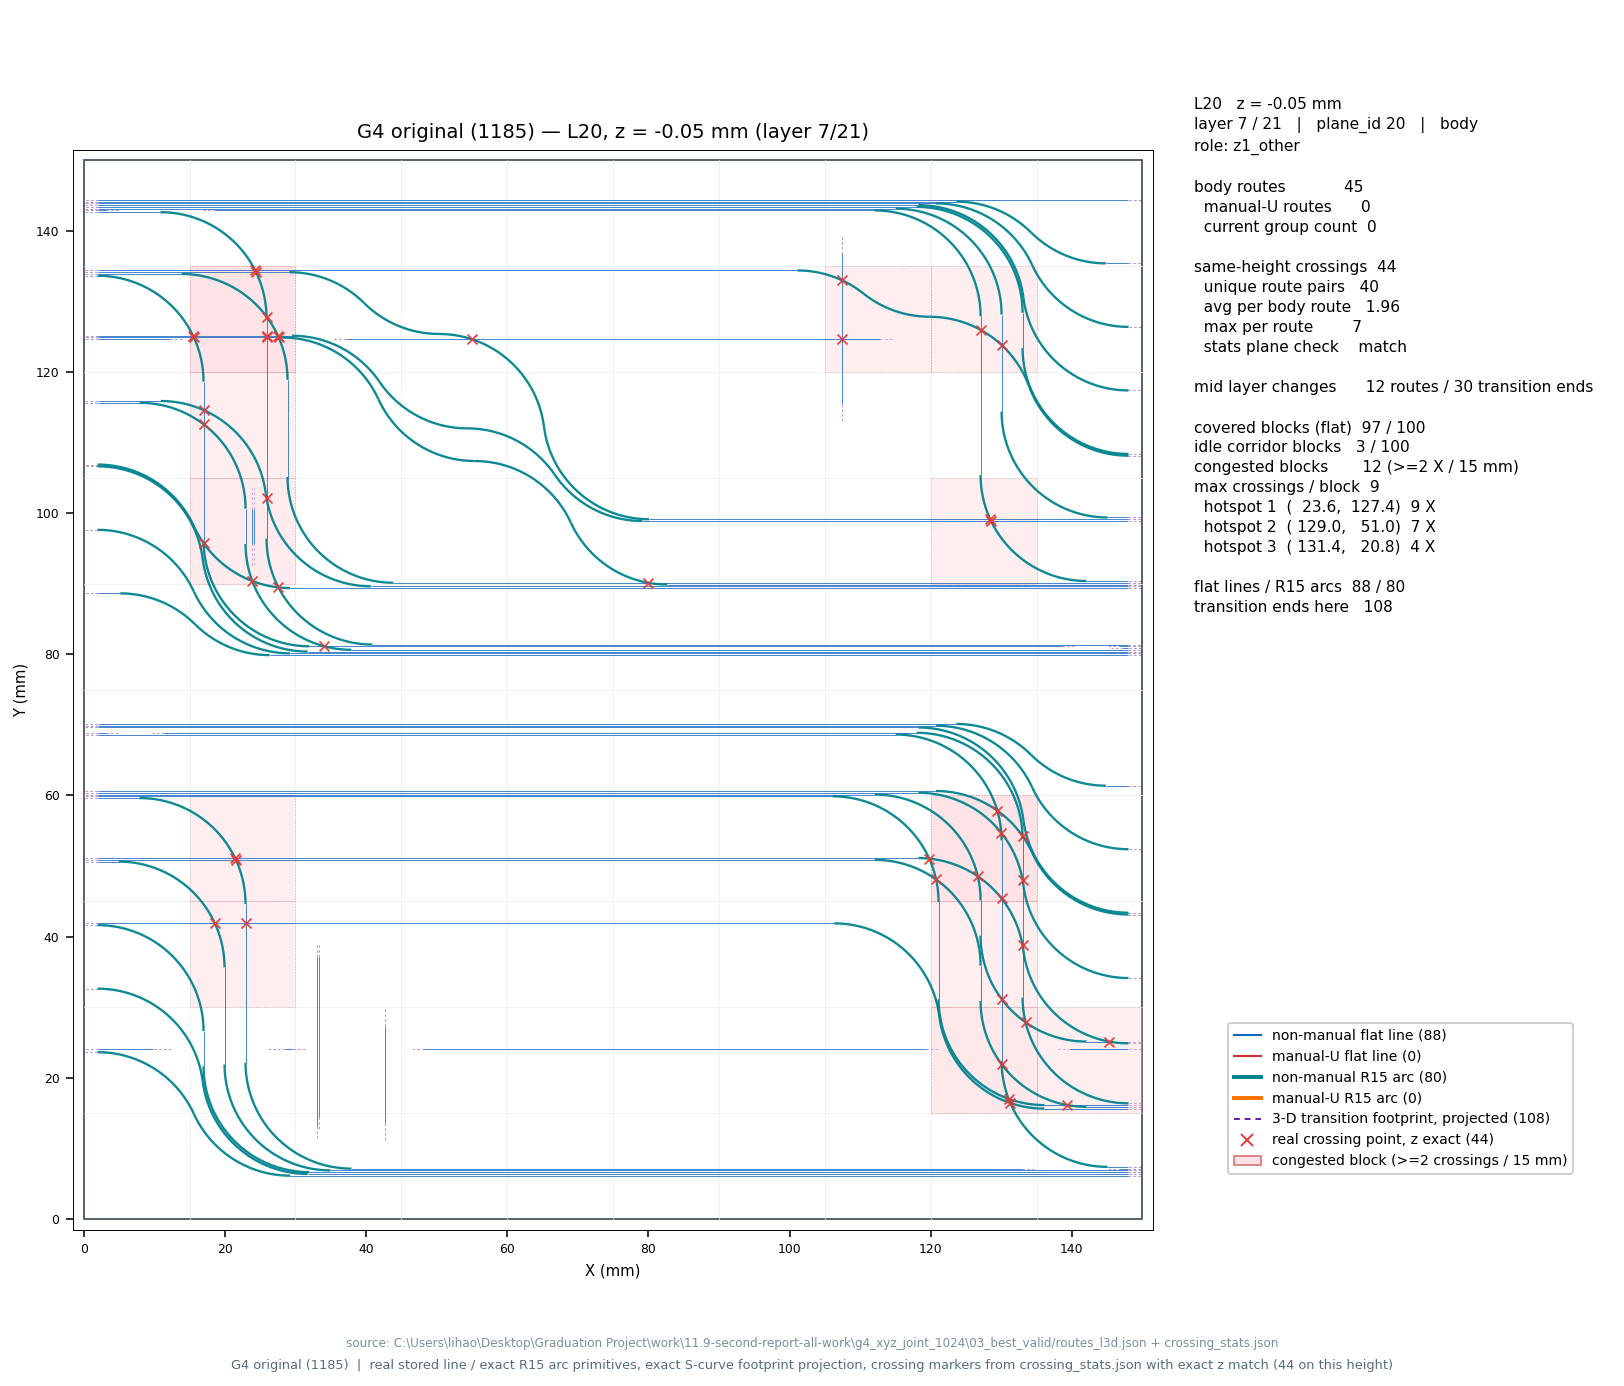 G4 original (1185) — L20, z = -0.05 mm (layer 7/21)
L20   z = -0.05 mm
layer 7 / 21   |   plane_id 20   |   body
role: z1_other
body routes   45
manual-U routes   0
current group count   0
same-height crossings   44
unique route pairs   40
avg per body route   1.96
max per route   7
stats plane check   match
mid layer changes   12 routes / 30 transition ends
covered blocks (flat)   97 / 100
idle corridor blocks   3 / 100
congested blocks   12 (>=2 X / 15 mm)
max crossings / block   9
hotspot 1   (  23.6,  127.4)   9 X
hotspot 2   ( 129.0,   51.0)   7 X
hotspot 3   ( 131.4,   20.8)   4 X
flat lines / R15 arcs   88 / 80
transition ends here   108
140
120
100
80
60
40
20
0
Y (mm)
0 20 40 60 80 100 120 140
X (mm)
non-manual flat line (88)
manual-U flat line (0)
non-manual R15 arc (80)
manual-U R15 arc (0)
3-D transition footprint, projected (108)
real crossing point, z exact (44)
congested block (>=2 crossings / 15 mm)
source: C:\Users\lihao\Desktop\Graduation Project\work\11.9-second-report-all-work\g4_xyz_joint_1024\03_best_valid/routes_l3d.json + crossing_stats.json
G4 original (1185)  |  real stored line / exact R15 arc primitives, exact S-curve footprint projection, crossing markers from crossing_stats.json with exact z match (44 on this height)